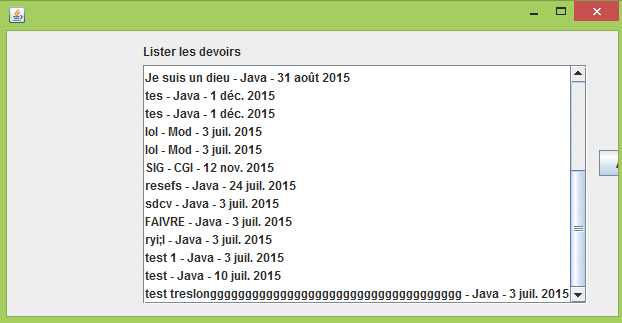 Lister les devoirs
Je suis un dieu - Java - 31 août 2015
tes - Java - 1 déc. 2015
tes - Java - 1 déc. 2015
lol - Mod - 3 juil. 2015
lol - Mod - 3 juil. 2015
SIG - CGI - 12 nov. 2015
resefs - Java - 24 juil. 2015
sdcv - Java - 3 juil. 2015
FAIVRE - Java - 3 juil. 2015
ryi;l - Java - 3 juil. 2015
test 1 - Java - 3 juil. 2015
test - Java - 10 juil. 2015
test treslonggggggggggggggggggggggggggggggggggggg - Java - 3 juil. 2015